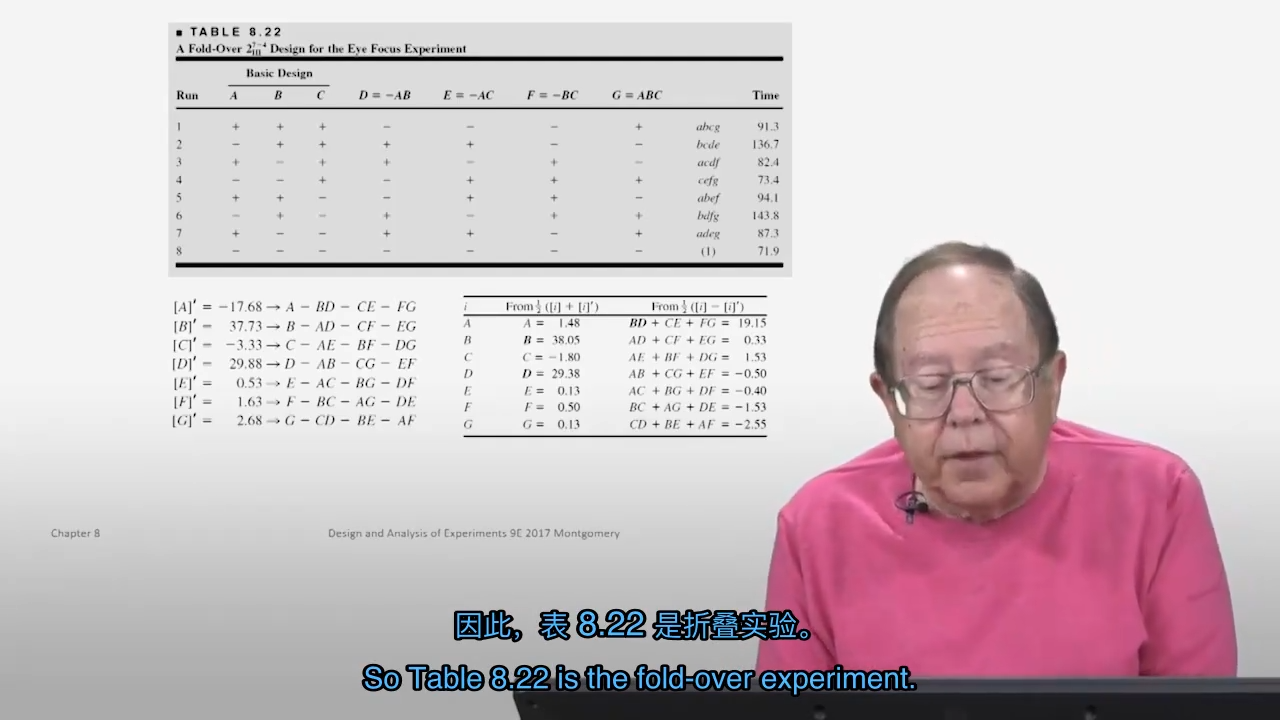 ■ TABLE 8.22
A Fold-Over 2 7−4 III Design for the Eye Focus Experiment
Basic Design
Run A B C D = −AB E = −AC F = −BC G = ABC Time
1 + + + − − − + abcg 91.3
2 − + + + + − − bcde 136.7
3 + − + + − + − acdf 82.4
4 − − + − + + + cefg 73.4
5 + + − − + + − abef 94.1
6 − + − + − + + bdfg 143.8
7 + − − + + − + adeg 87.3
8 − − − − − − − (1) 71.9
[A]′ = −17.68 → A − BD − CE − FG
[B]′ = 37.73 → B − AD − CF − EG
[C]′ = −3.33 → C − AE − BF − DG
[D]′ = 29.88 → D − AB − CG − EF
[E]′ = 0.53 → E − AC − BG − DF
[F]′ = 1.63 → F − BC − AG − DE
[G]′ = 2.68 → G − CD − BE − AF
i From ½ ([i] + [i]′) From ½ ([i] − [i]′)
A A = 1.48 BD + CE + FG = 19.15
B B = 38.05 AD + CF + EG = 0.33
C C = −1.80 AE + BF + DG = 1.53
D D = 29.38 AB + CG + EF = −0.50
E E = 0.13 AC + BG + DF = −0.40
F F = 0.50 BC + AG + DE = −1.53
G G = 0.13 CD + BE + AF = −2.55
Chapter 8
Design and Analysis of Experiments 9E 2017 Montgomery
因此，表 8.22 是折叠实验。
So Table 8.22 is the fold-over experiment.